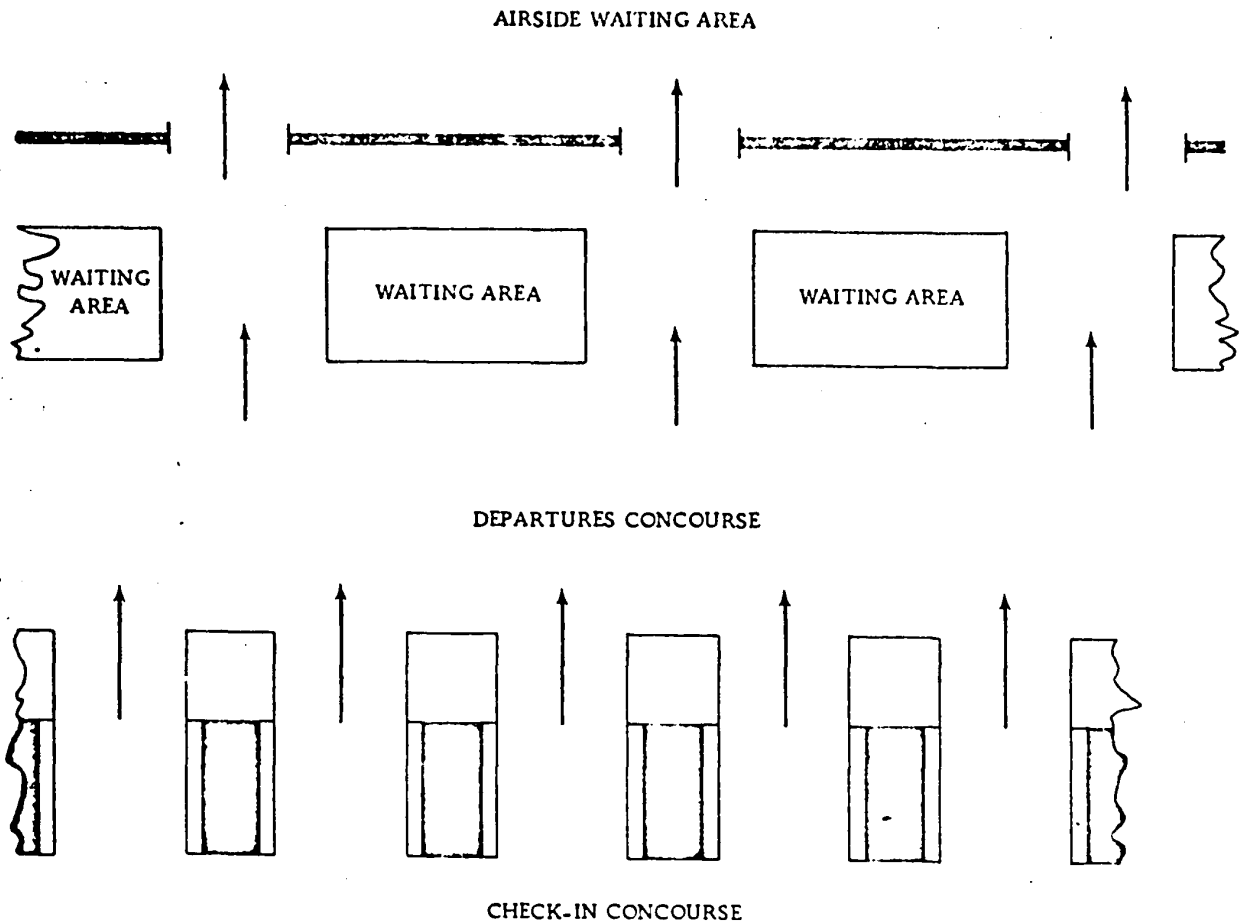 AIRSIDE WAITING AREA
WAITING
AREA
WAITING AREA
WAITING AREA
DEPARTURES CONCOURSE
CHECK-IN CONCOURSE